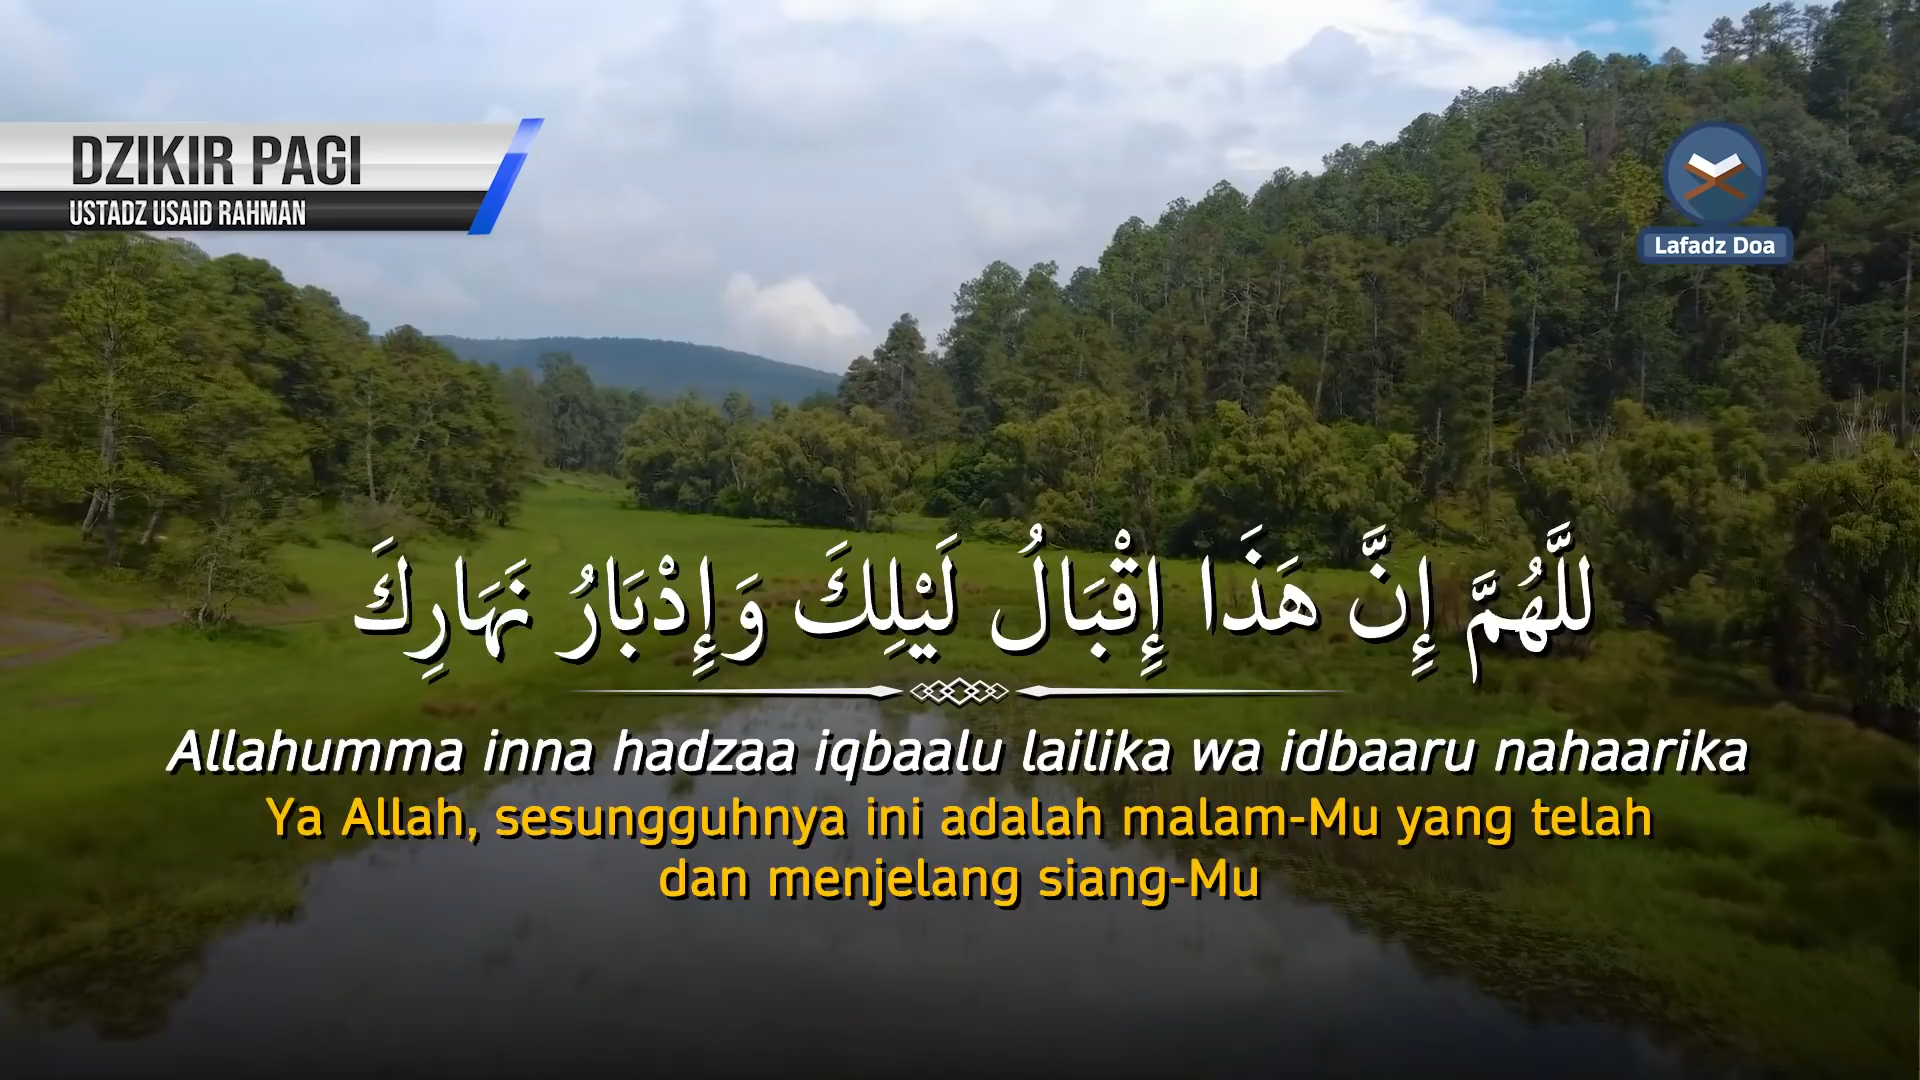 DZIKIR PAGI
USTADZ USAID RAHMAN
Lafadz Doa
للَّهُمَّ إِنَّ هَذَا إِقْبَالُ لَيْلِكَ وَإِدْبَارُ نَهَارِكَ
Allahumma inna hadzaa iqbaalu lailika wa idbaaru nahaarika
Ya Allah, sesungguhnya ini adalah malam-Mu yang telah
dan menjelang siang-Mu